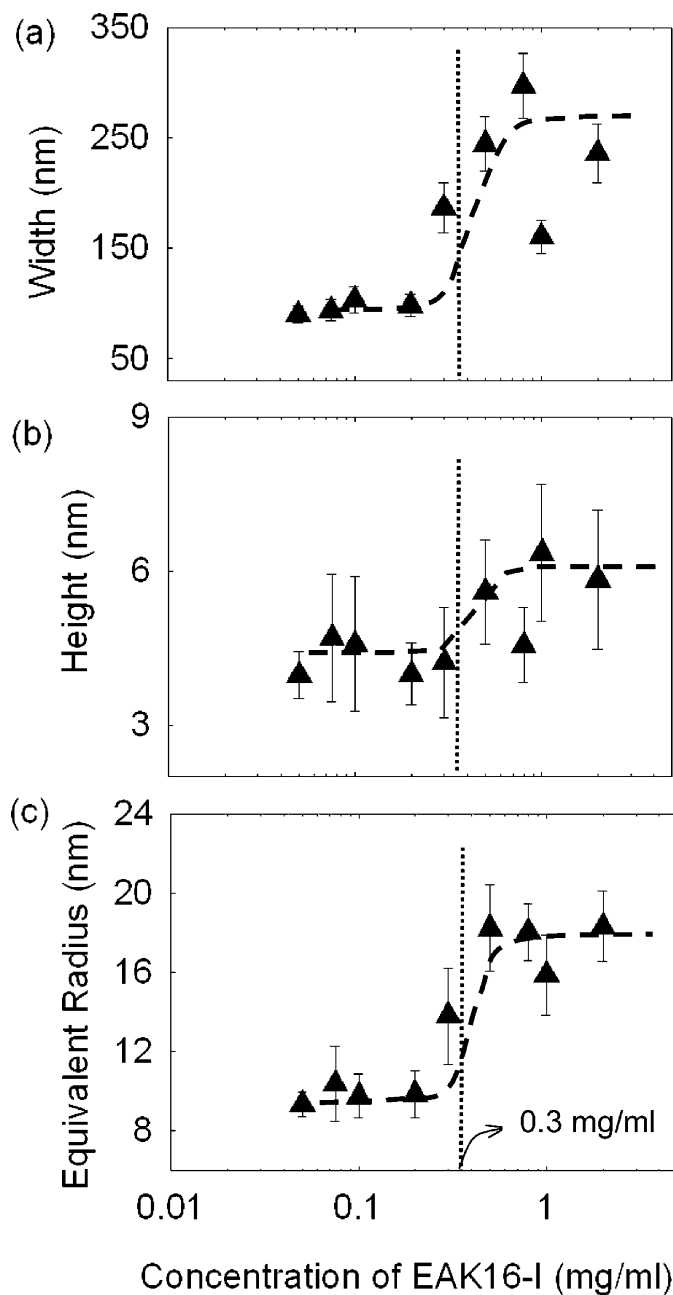 (a)
350
250
150
50
Width (nm)
(b)
9
6
3
Height (nm)
(c)
24
20
16
12
8
Equivalent Radius (nm)
0.3 mg/ml
0.01 0.1 1
Concentration of EAK16-I (mg/ml)